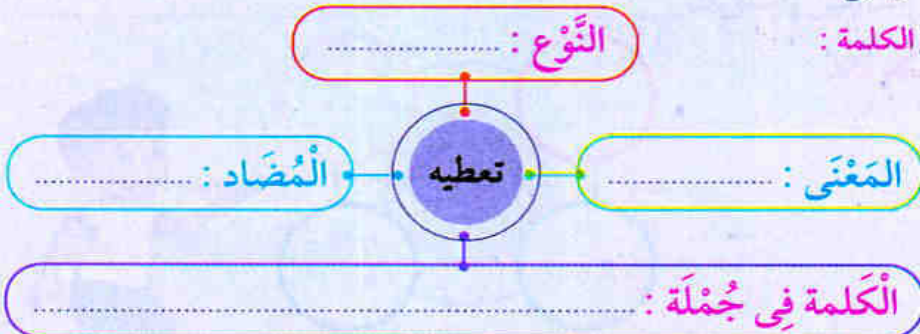 الكلمة :
النَّوْع : ..................
المَعْنَى : ..................
تعطيه
الْمُضَاد : ..................
الْكَلمة فِى جُمْلَة : ............................................................